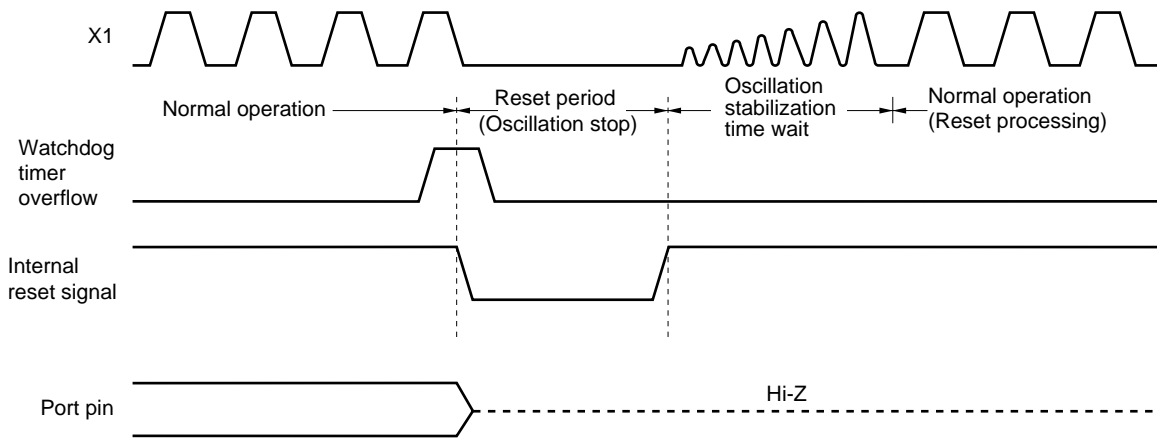 X1
Normal operation
Reset period
(Oscillation stop)
Oscillation
stabilization
time wait
Normal operation
(Reset processing)
Watchdog
timer
overflow
Internal
reset signal
Port pin
Hi-Z